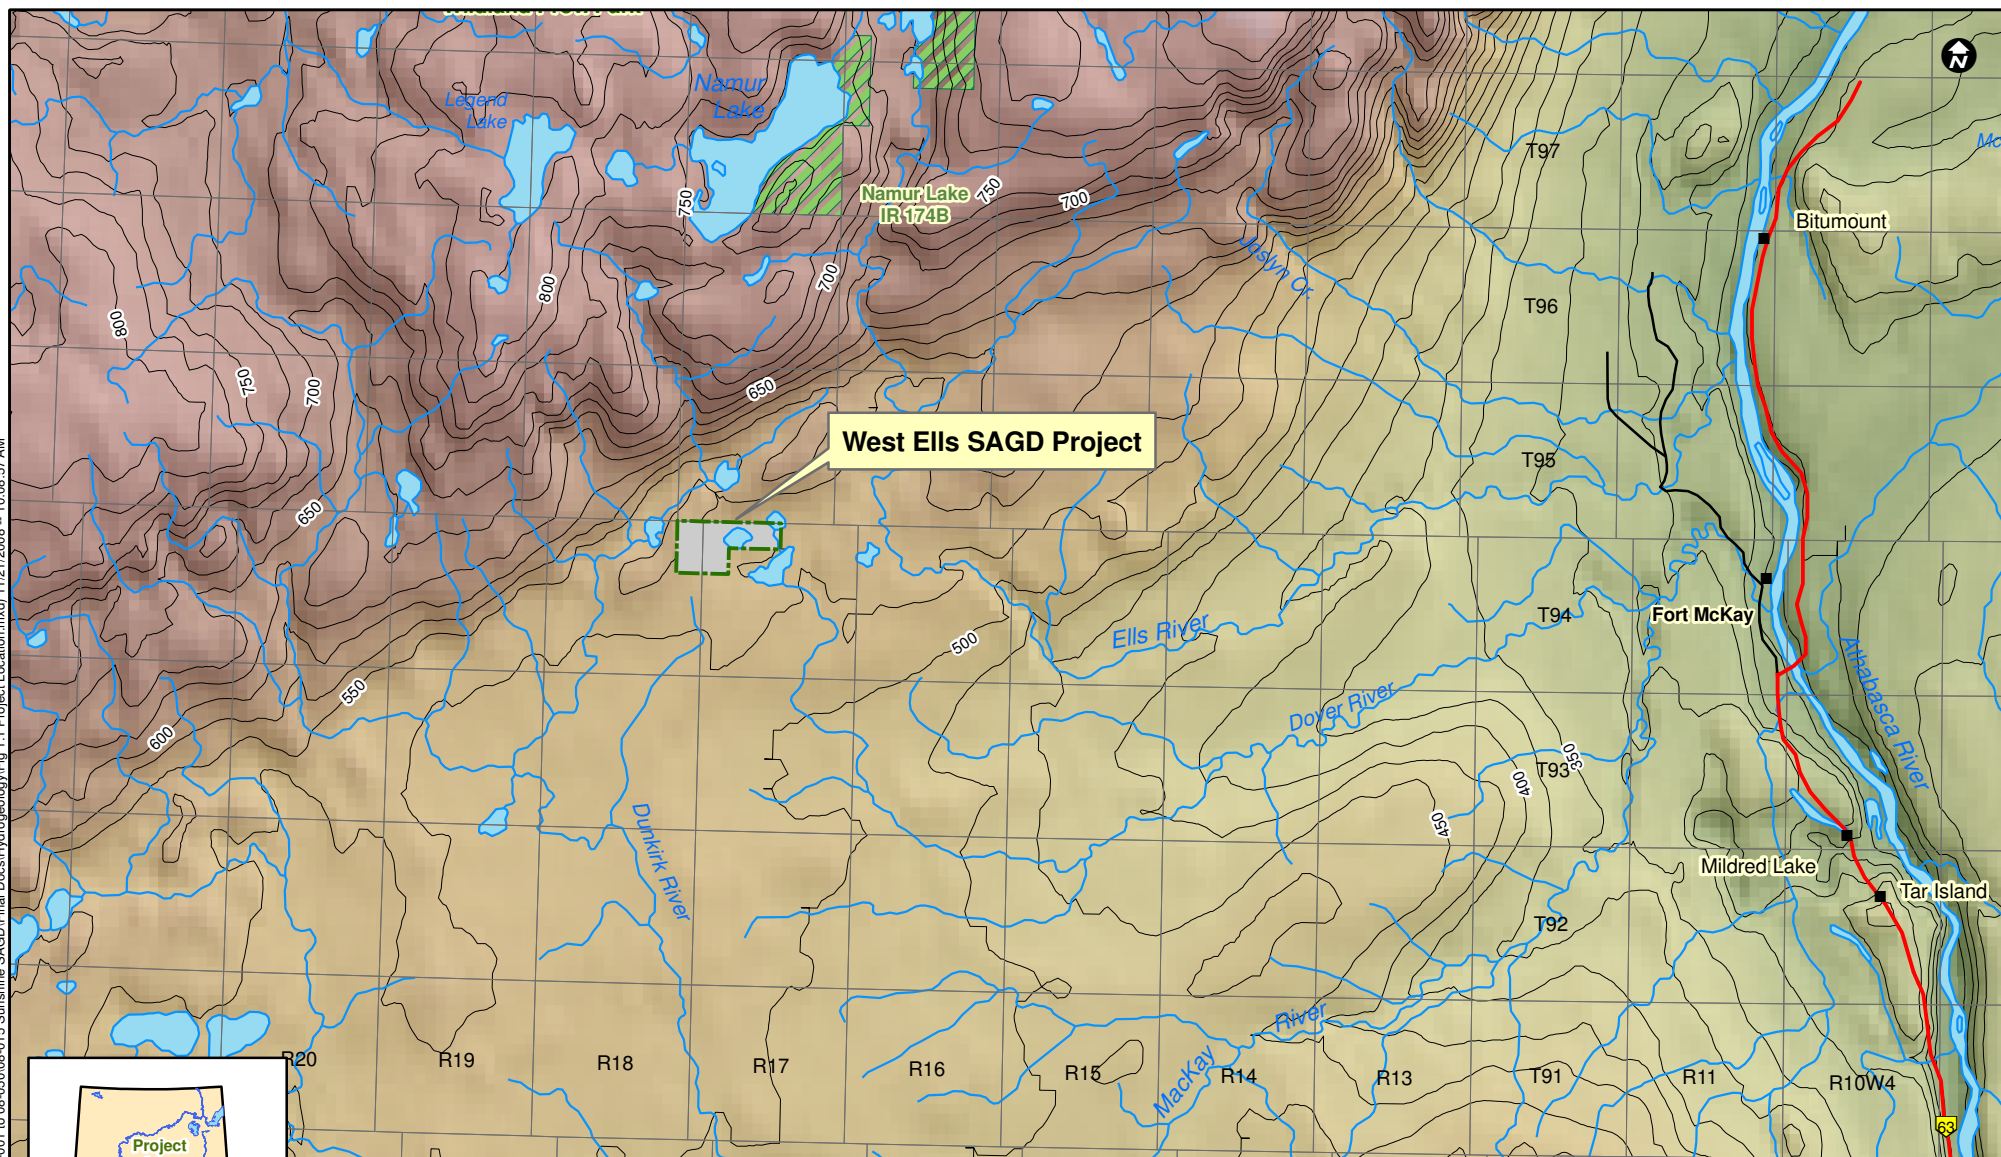 Namur
Lake
Legend
Lake
Namur Lake
IR 174B
750
750
700
T97
Mc
Bitumount
Joslyn Cr.
800
700
T96
800
750
700
650
West Ells SAGD Project
T95
650
500
Ells River
T94
Fort McKay
550
600
Dover River
Athabasca River
T93
350
400
450
Dunkirk River
Mildred Lake
Tar Island
T92
MacKay
River
R20
R19
R18
R17
R16
R15
R14
R13
T91
R11
R10W4
63
Project
N